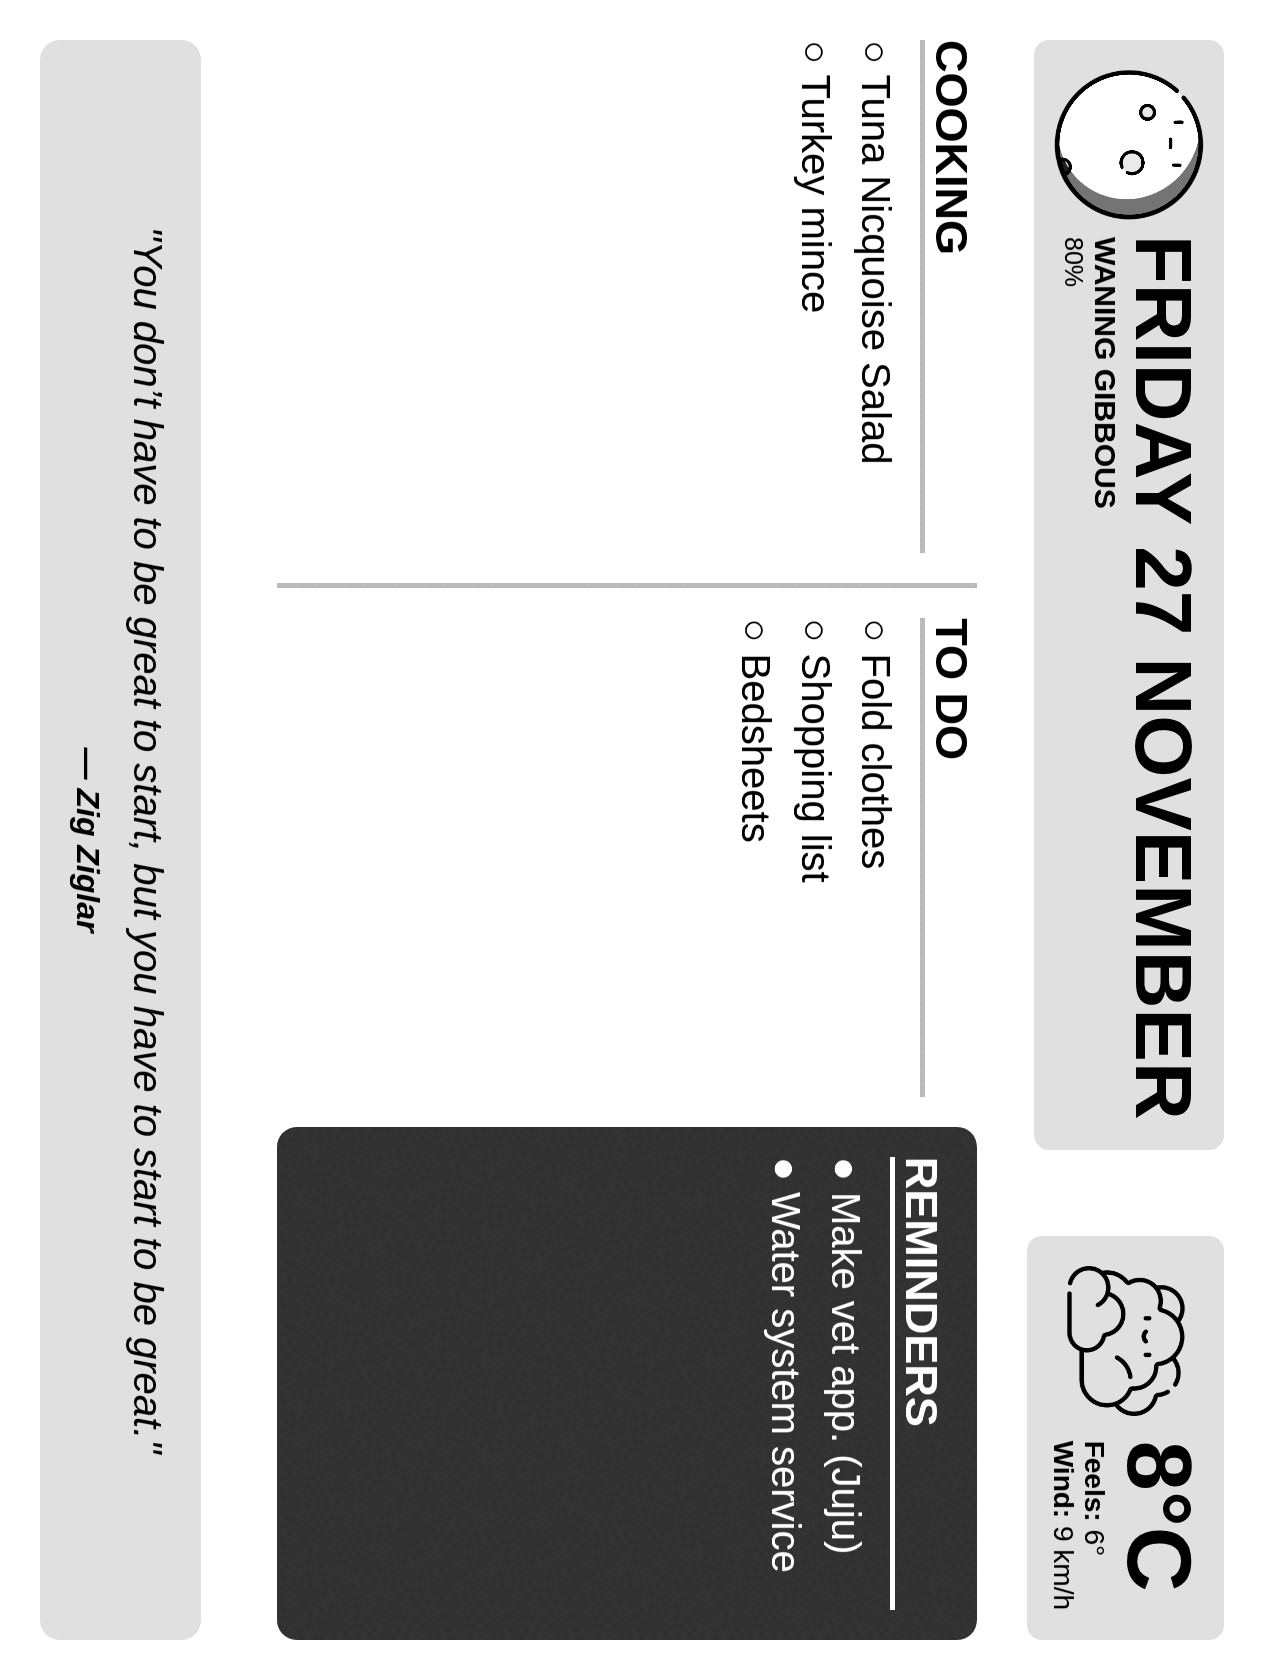 FRIDAY 27 NOVEMBER
WANING GIBBOUS
80%
8°C
Feels: 6°
Wind: 9 km/h
COOKING
○ Tuna Nicquoise Salad
○ Turkey mince
TO DO
○ Fold clothes
○ Shopping list
○ Bedsheets
REMINDERS
● Make vet app. (Juju)
● Water system service
"You don’t have to be great to start, but you have to start to be great."
— Zig Ziglar